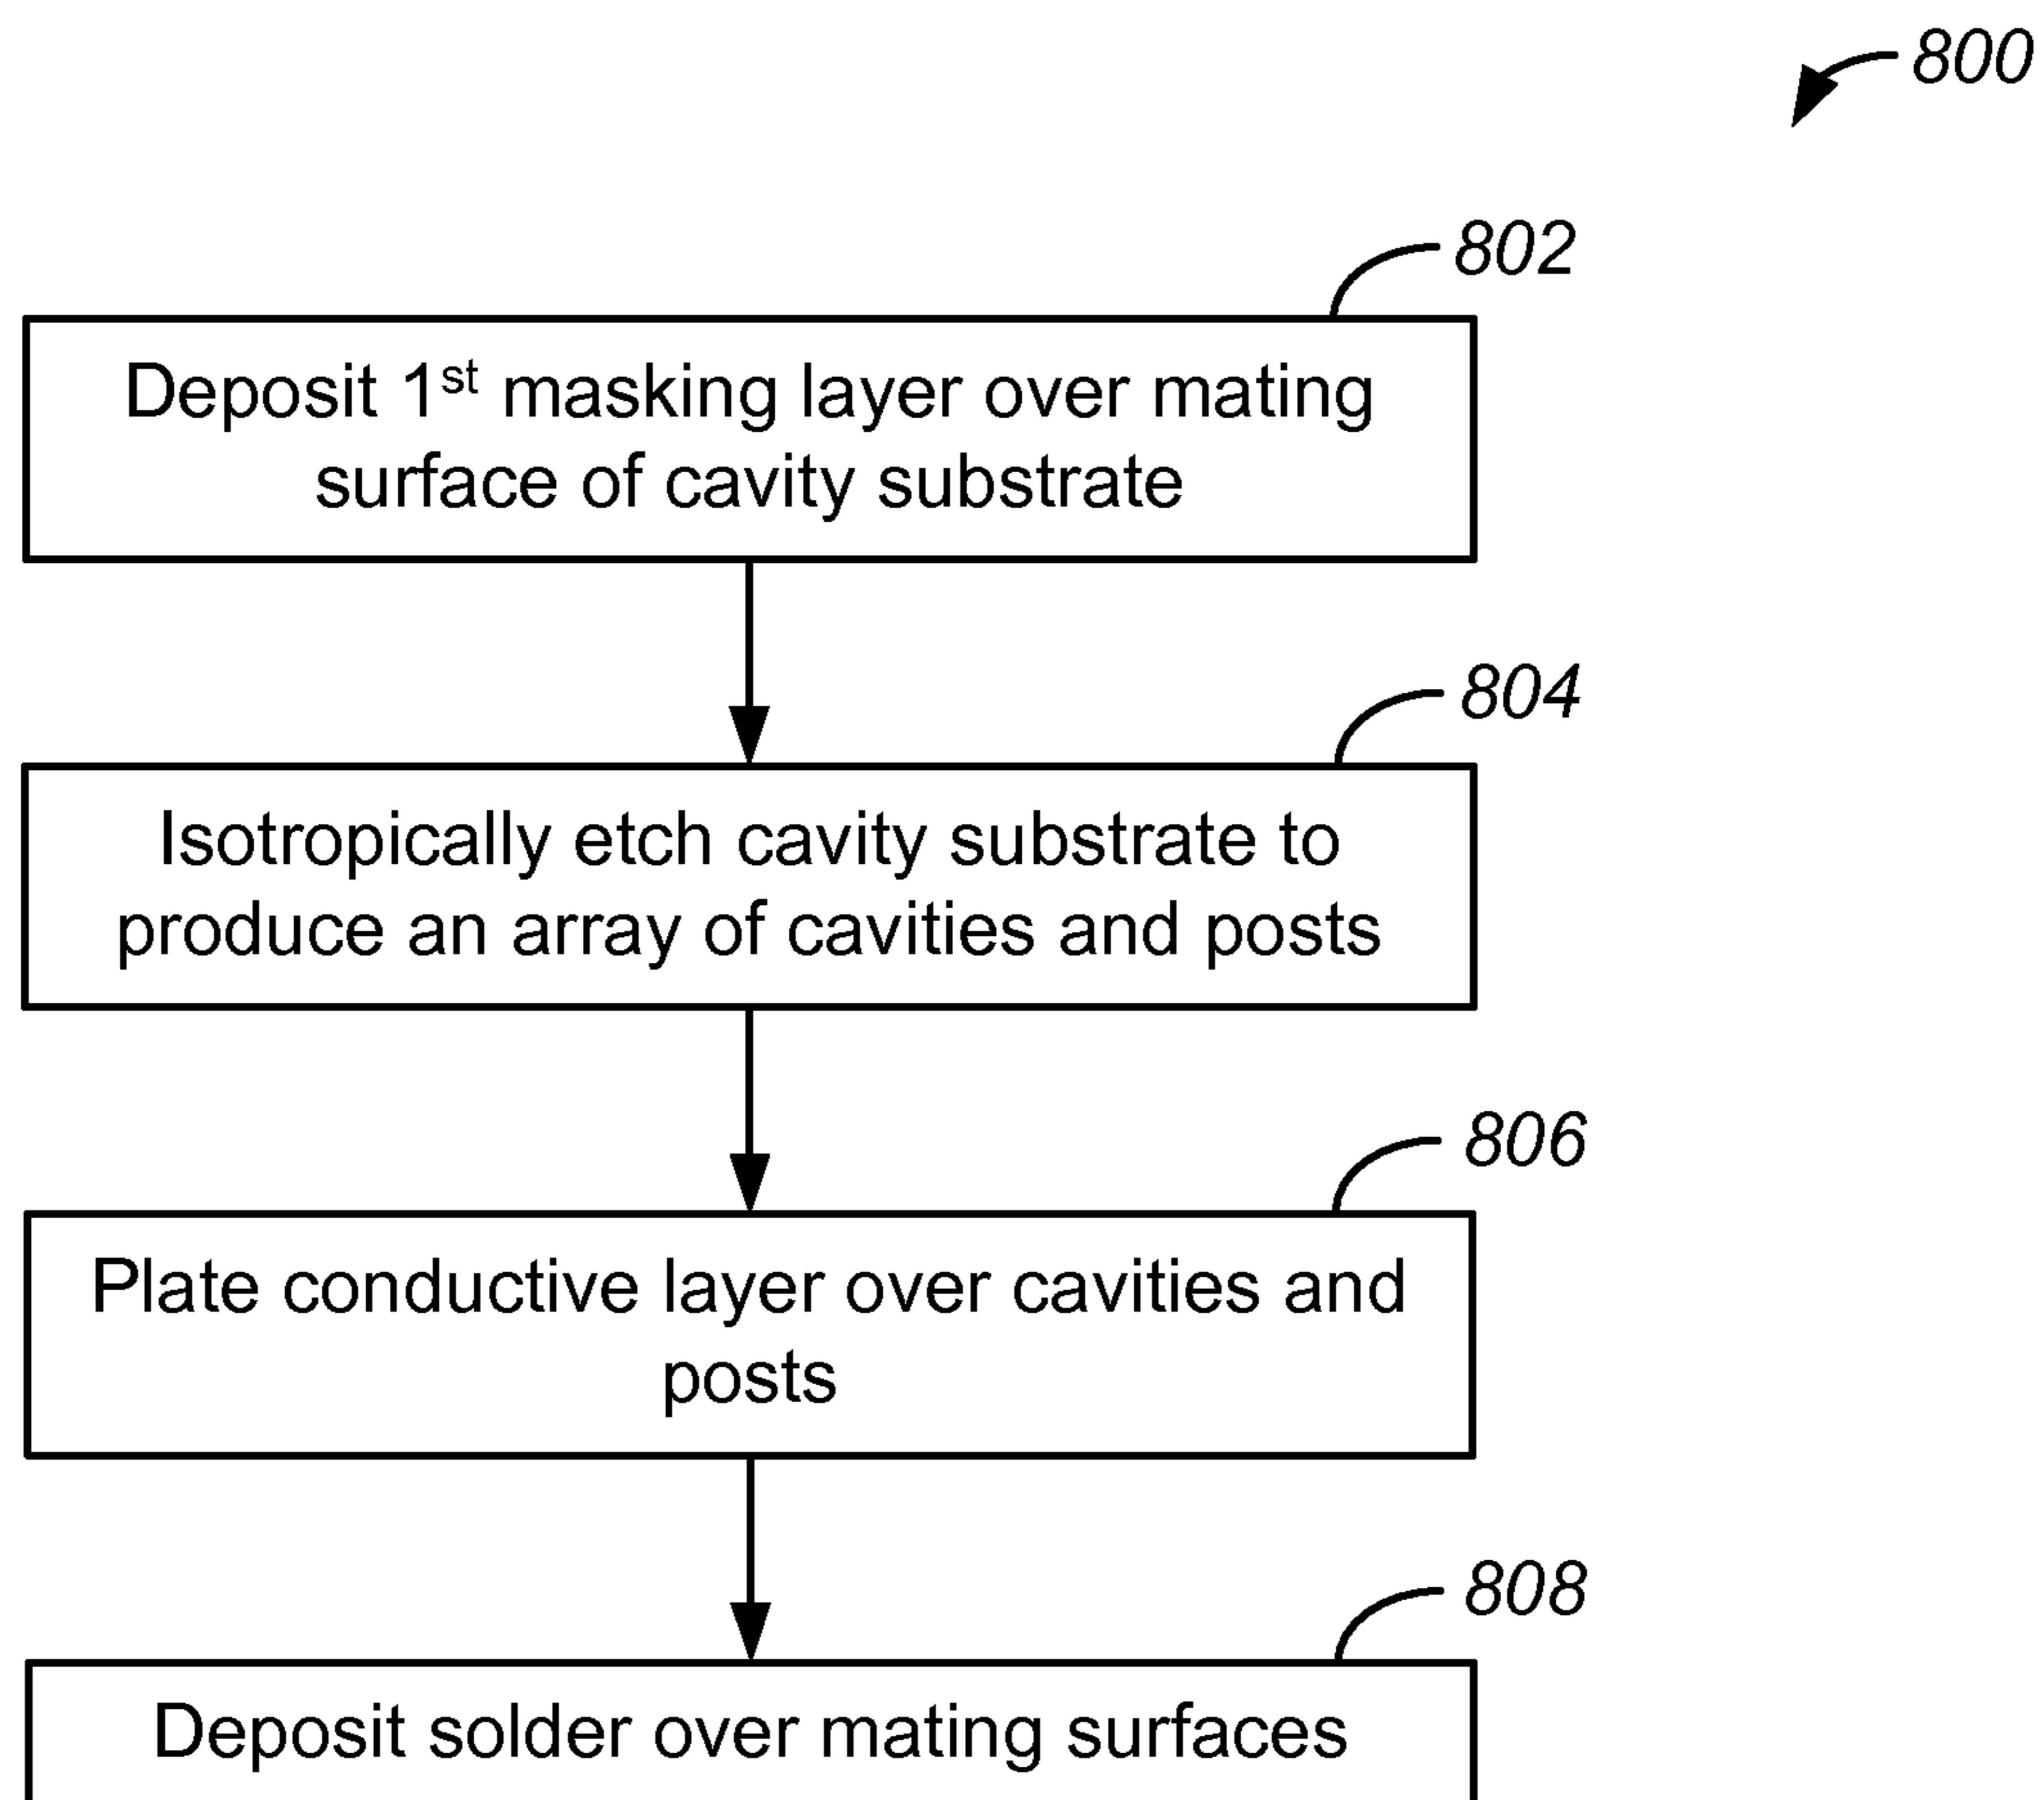 800
802
Deposit 1st masking layer over mating
surface of cavity substrate
804
Isotropically etch cavity substrate to
produce an array of cavities and posts
806
Plate conductive layer over cavities and
posts
808
Deposit solder over mating surfaces